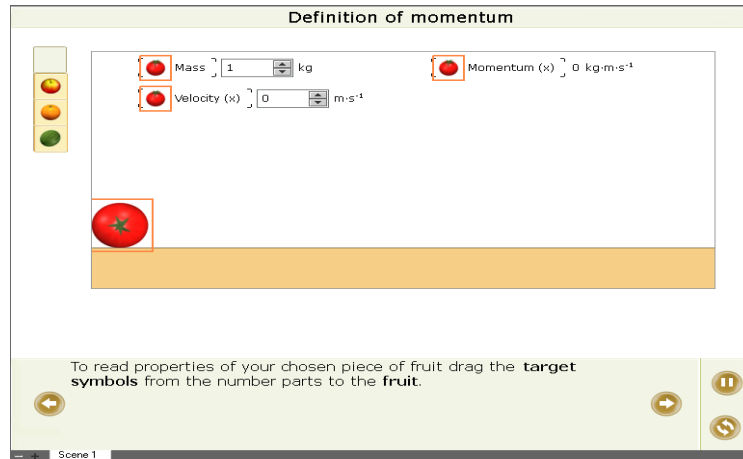 Definition of momentum
Mass 1 kg
Momentum (x) 0 kg·m·s⁻¹
Velocity (x) 0 m·s⁻¹
To read properties of your chosen piece of fruit drag the target
symbols from the number parts to the fruit.
Scene 1